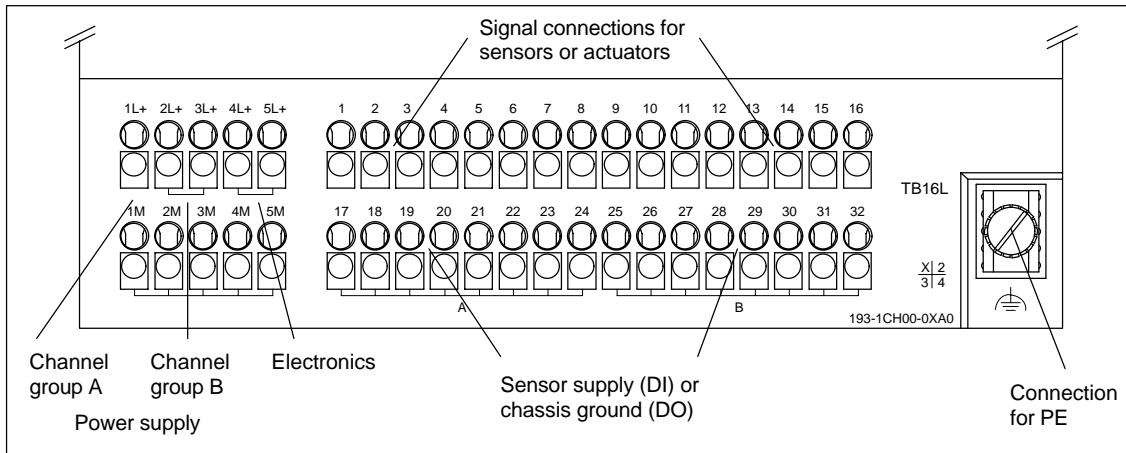 Signal connections for
sensors or actuators
1L+ 2L+ 3L+ 4L+ 5L+ 1 2 3 4 5 6 7 8 9 10 11 12 13 14 15 16
TB16L
1M 2M 3M 4M 5M 17 18 19 20 21 22 23 24 25 26 27 28 29 30 31 32
X 2
3 4
A B
193-1CH00-0XA0
Channel
group A
Channel
group B
Electronics
Power supply
Sensor supply (DI) or
chassis ground (DO)
Connection
for PE